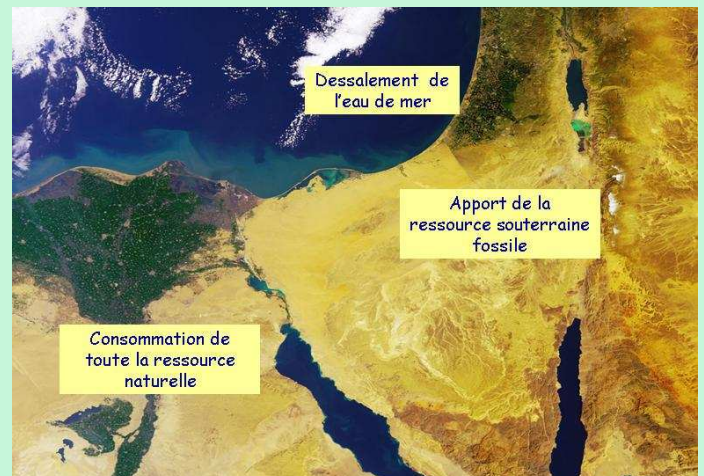 Dessalement de
l'eau de mer
Apport de la
ressource souterraine
fossile
Consommation de
toute la ressource
naturelle